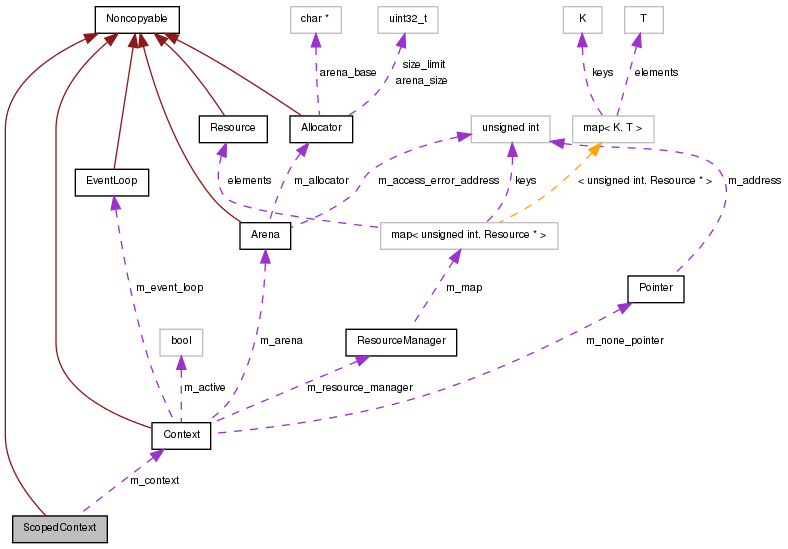 Noncopyable
char *
uint32_t
K
T
arena_base
size_limit
arena_size
keys
elements
Resource
Allocator
unsigned int
map< K, T >
EventLoop
elements
m_allocator
m_access_error_address
keys
< unsigned int, Resource * >
m_address
Arena
map< unsigned int, Resource * >
m_event_loop
m_map
Pointer
bool
m_arena
ResourceManager
m_none_pointer
m_active
m_resource_manager
Context
m_context
ScopedContext